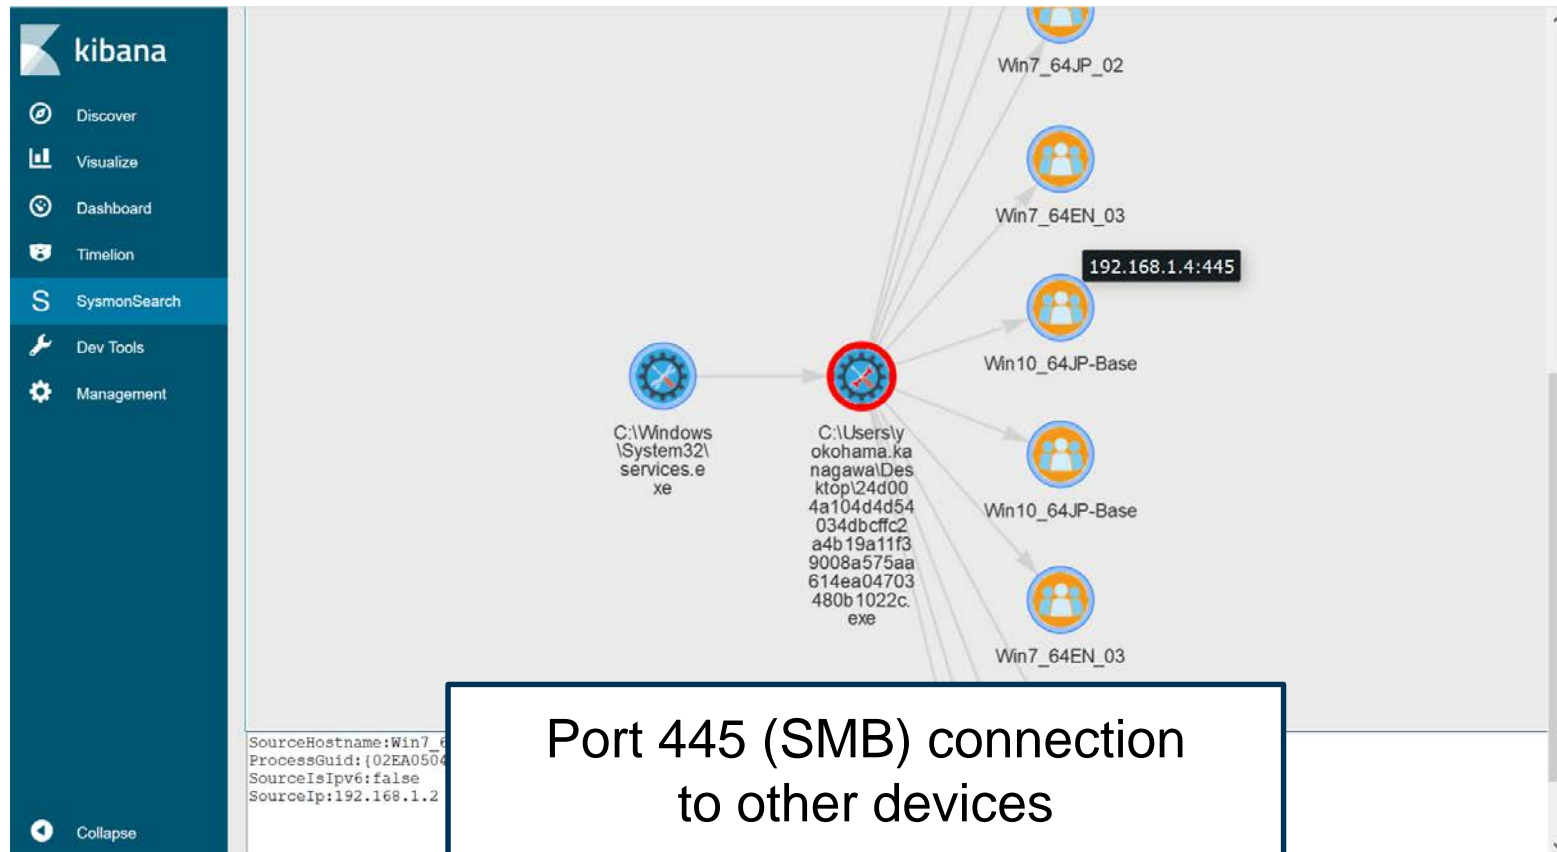 kibana
Discover
Visualize
Dashboard
Timelion
S SysmonSearch
Dev Tools
Management
Collapse
Win7_64JP_02
Win7_64EN_03
192.168.1.4:445
Win10_64JP-Base
C:\Windows
\System32\
services.e
xe
C:\Users\y
okohama.ka
nagawa\Des
ktop\24d00
4a104d4d54
034dbcffc2
a4b19a11f3
9008a575aa
614ea04703
480b1022c.
exe
Win10_64JP-Base
Win7_64EN_03
SourceHostname:Win7_6
ProcessGuid:{02EA0504
SourceIsIpv6:false
SourceIp:192.168.1.2
Port 445 (SMB) connection
to other devices